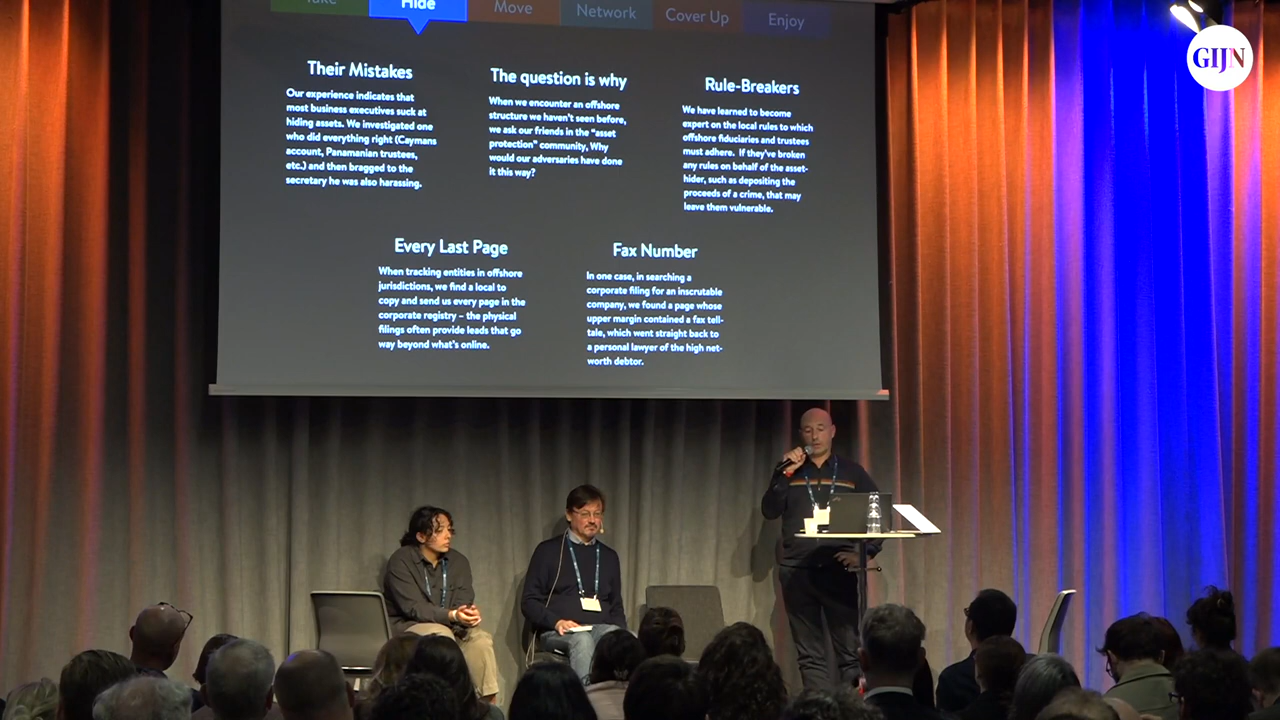 Take
Hide
Move
Network
Cover Up
Enjoy
GIJN
Their Mistakes
Our experience indicates that
most business executives suck at
hiding assets. We investigated one
who did everything right (Caymans
account, Panamanian trustees,
etc.) and then bragged to the
secretary he was also harassing.
The question is why
When we encounter an offshore
structure we haven't seen before,
we ask our friends in the "asset
protection" community, Why
would our adversaries have done
it this way?
Rule-Breakers
We have learned to become
expert on the local rules to which
offshore fiduciaries and trustees
must adhere. If they've broken
any rules on behalf of the asset-
hider, such as depositing the
proceeds of a crime, that may
leave them vulnerable.
Every Last Page
When tracking entities in offshore
jurisdictions, we find a local to
copy and send us every page in the
corporate registry – the physical
filings often provide leads that go
way beyond what's online.
Fax Number
In one case, in searching a
corporate filing for an inscrutable
company, we found a page whose
upper margin contained a fax tell-
tale, which went straight back to
a personal lawyer of the high net-
worth debtor.